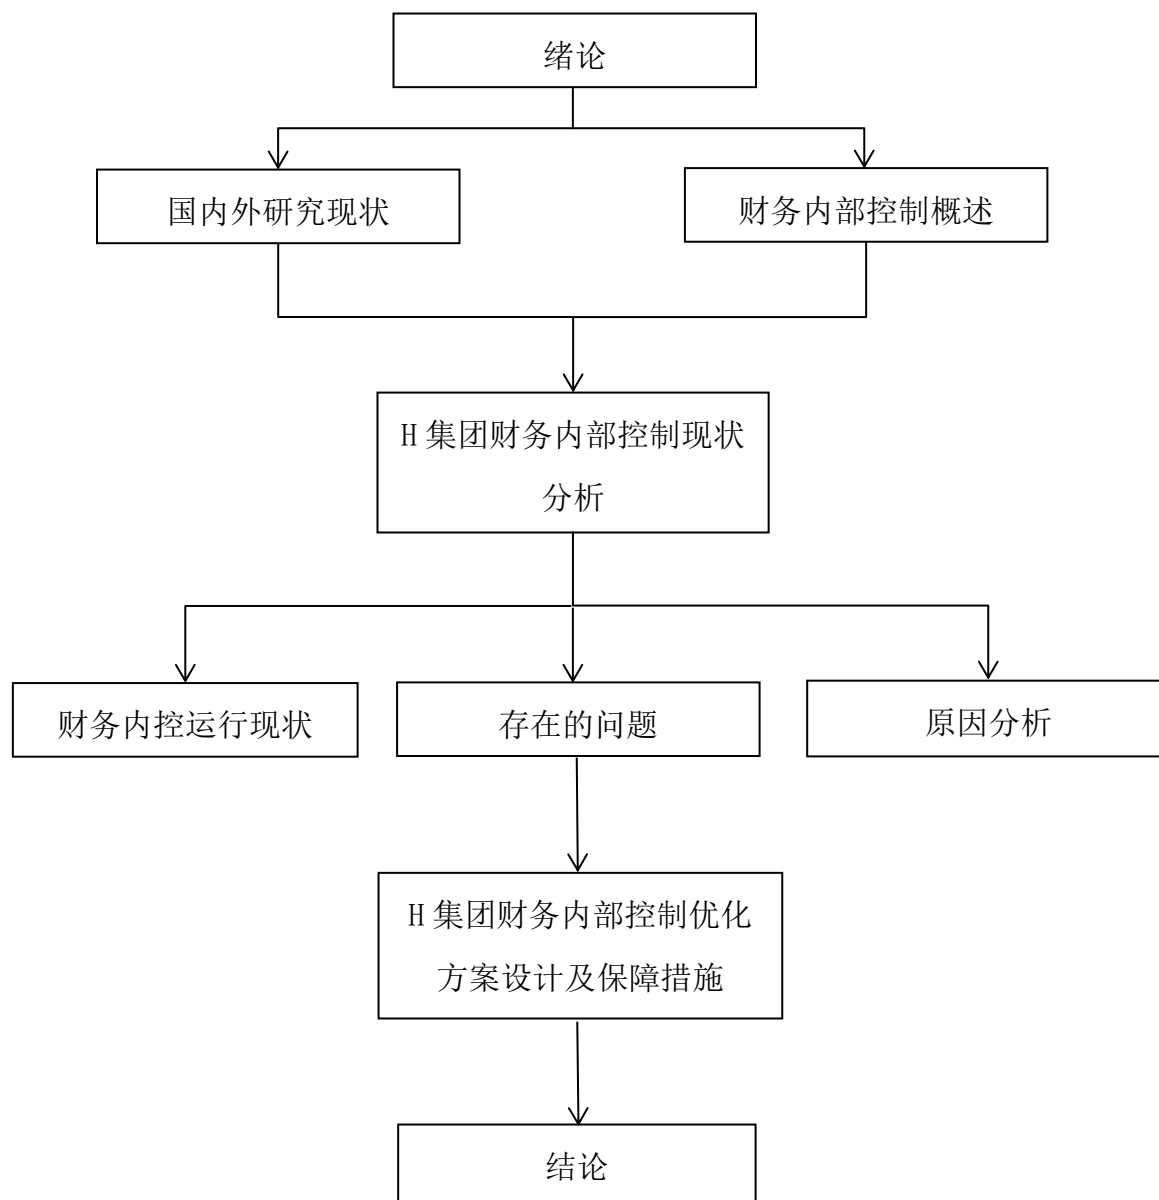 绪论
国内外研究现状
财务内部控制概述
H 集团财务内部控制现状
分析
财务内控运行现状
存在的问题
原因分析
H 集团财务内部控制优化
方案设计及保障措施
结论